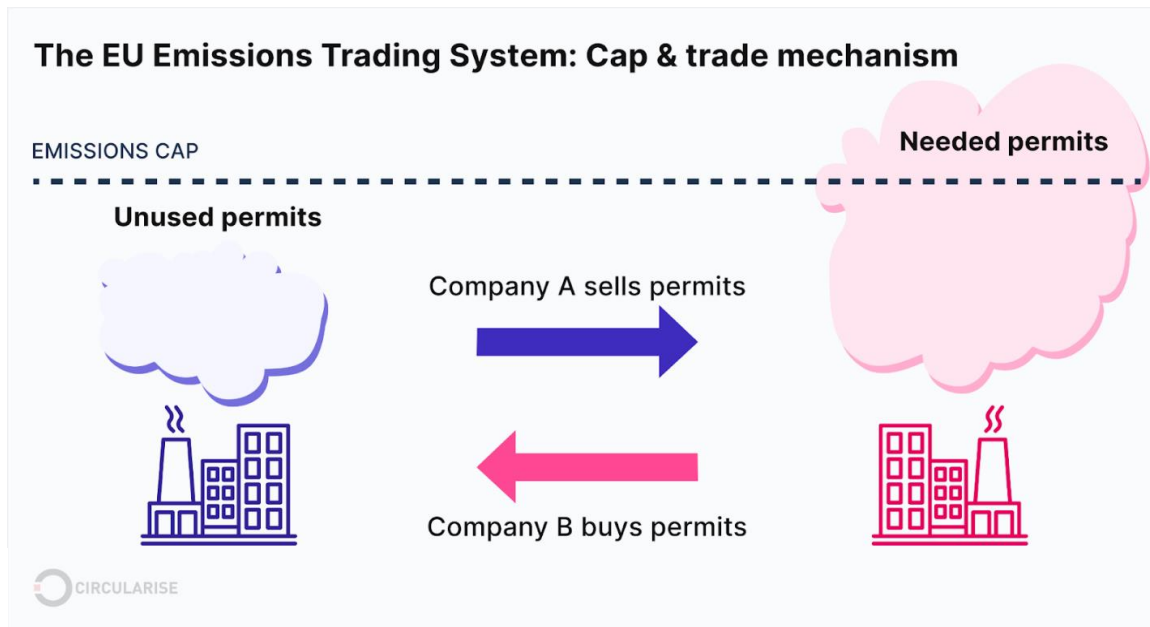 The EU Emissions Trading System: Cap & trade mechanism
EMISSIONS CAP
Needed permits
Unused permits
Company A sells permits
Company B buys permits
CIRCULARISE